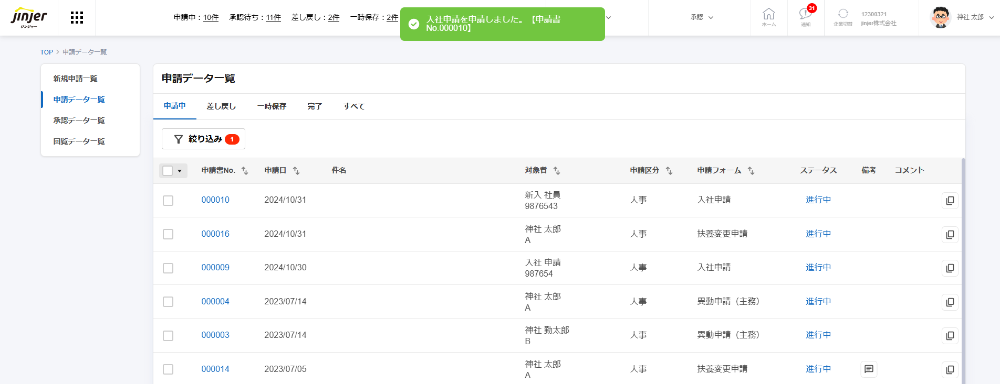 jinjer
ジンジャー
申請中：10件 承認待ち：11件 差し戻し：2件 一時保存：2件
入社申請を申請しました。【申請書
No.000010】
承認
ホーム
31
通知
企業切替
12300321
jinjer株式会社
神社 太郎
TOP > 申請データ一覧
新規申請一覧
申請データ一覧
承認データ一覧
回覧データ一覧
申請データ一覧
申請中 差し戻し 一時保存 完了 すべて
絞り込み 1
申請書No. 申請日 件名 対象者 申請区分 申請フォーム ステータス 備考 コメント
000010 2024/10/31 新入 社員 人事 入社申請 進行中
9876543
000016 2024/10/31 神社 太郎 人事 扶養変更申請 進行中
A
000009 2024/10/30 入社 申請 人事 入社申請 進行中
987654
000004 2023/07/14 神社 太郎 人事 異動申請（主務） 進行中
A
000003 2023/07/14 神社 勤太郎 人事 異動申請（主務） 進行中
B
000014 2023/07/05 神社 太郎 人事 扶養変更申請 進行中
A